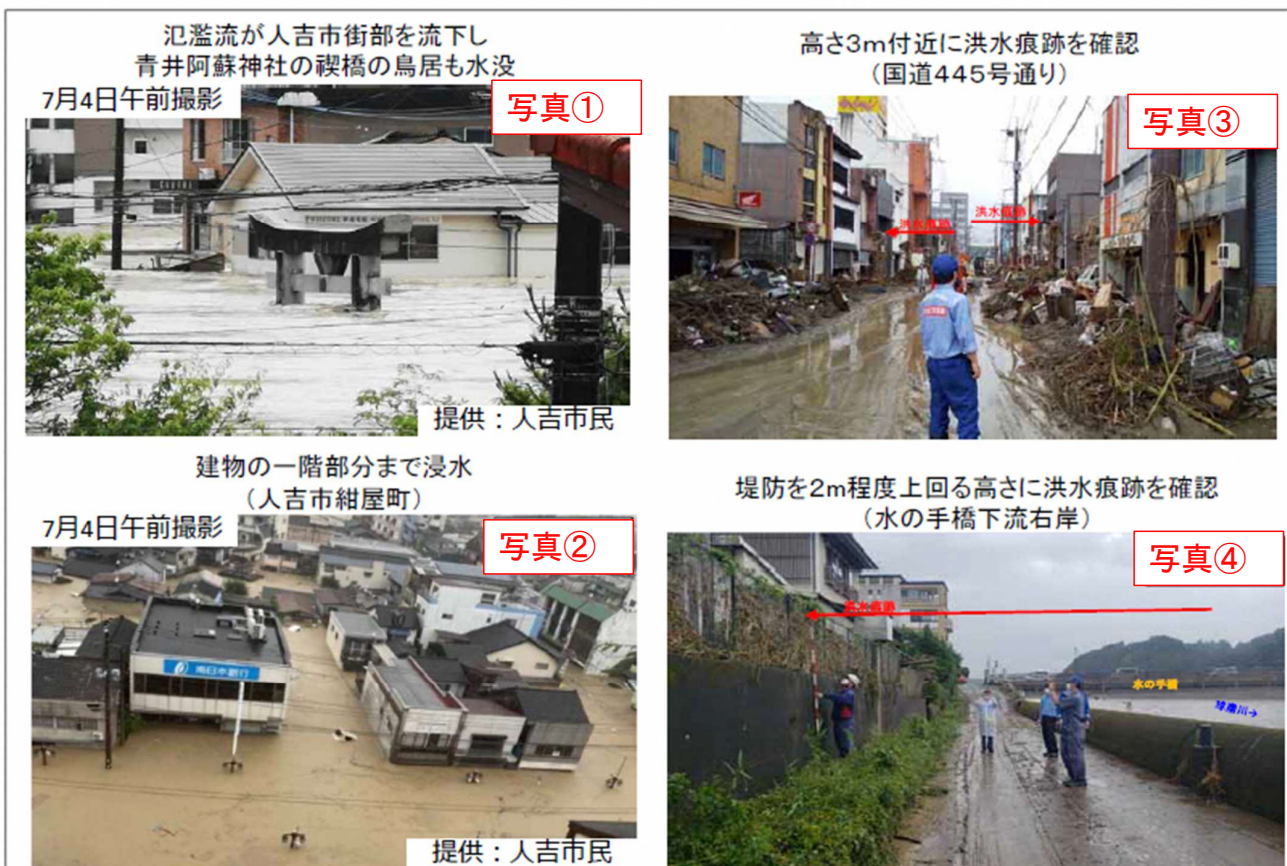 氾濫流が人吉市街部を流下し
青井阿蘇神社の禊橋の鳥居も水没
7月4日午前撮影
写真①
提供：人吉市民
高さ3m付近に洪水痕跡を確認
（国道445号通り）
写真③
洪水痕跡
洪水痕跡
建物の一階部分まで浸水
（人吉市紺屋町）
7月4日午前撮影
写真②
南日本銀行
提供：人吉市民
堤防を2m程度上回る高さに洪水痕跡を確認
（水の手橋下流右岸）
写真④
洪水痕跡
水の手橋
球磨川→